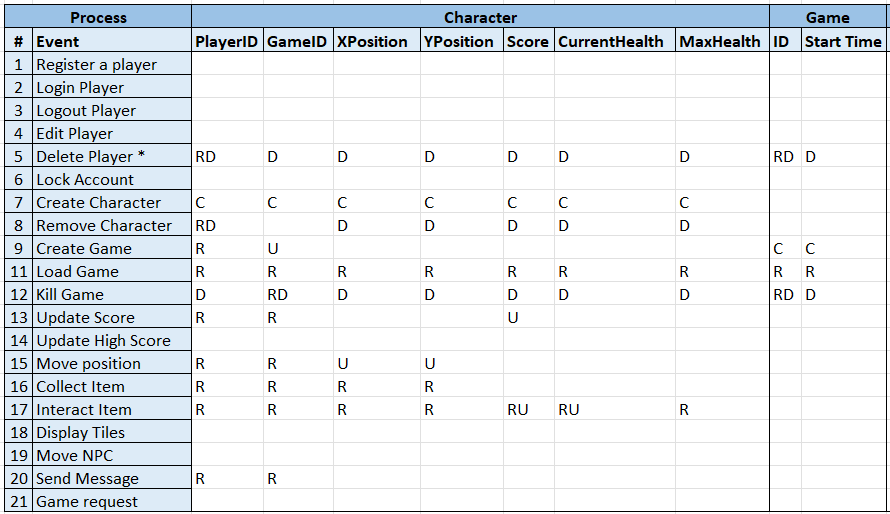 Process Character Game
# Event PlayerID GameID XPosition YPosition Score CurrentHealth MaxHealth ID Start Time
1 Register a player
2 Login Player
3 Logout Player
4 Edit Player
5 Delete Player * RD D D D D D D RD D
6 Lock Account
7 Create Character C C C C C C C
8 Remove Character RD D D D D D
9 Create Game R U C C
11 Load Game R R R R R R R R R
12 Kill Game D RD D D D D D RD D
13 Update Score R R U
14 Update High Score
15 Move position R R U U
16 Collect Item R R R R
17 Interact Item R R R R RU RU R
18 Display Tiles
19 Move NPC
20 Send Message R R
21 Game request